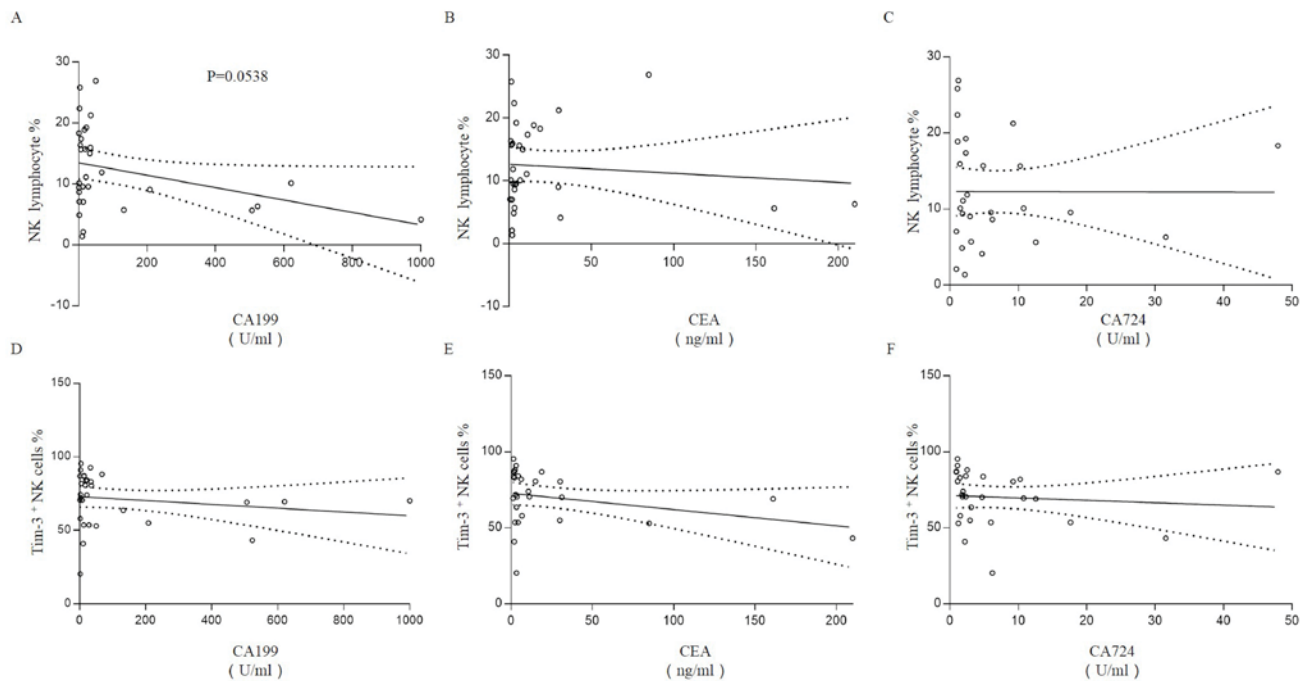 A
P=0.0538
NK lymphocyte %
30
20
10
0
-10
200
400
600
800
1000
CA199
( U/ml )
B
NK lymphocyte %
30
20
10
0
-10
50
100
150
200
CEA
( ng/ml )
C
NK lymphocyte %
30
20
10
0
0
10
20
30
40
50
CA724
( U/ml )
D
Tim-3 + NK cells %
150
100
50
0
0
200
400
600
800
1000
CA199
( U/ml )
E
Tim-3 + NK cells %
150
100
50
0
0
50
100
150
200
CEA
( ng/ml )
F
Tim-3 + NK cells %
150
100
50
0
0
10
20
30
40
50
CA724
( U/ml )